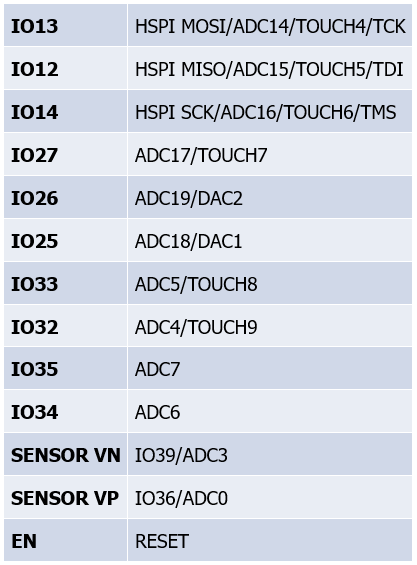 IO13 HSPI MOSI/ADC14/TOUCH4/TCK
IO12 HSPI MISO/ADC15/TOUCH5/TDI
IO14 HSPI SCK/ADC16/TOUCH6/TMS
IO27 ADC17/TOUCH7
IO26 ADC19/DAC2
IO25 ADC18/DAC1
IO33 ADC5/TOUCH8
IO32 ADC4/TOUCH9
IO35 ADC7
IO34 ADC6
SENSOR VN IO39/ADC3
SENSOR VP IO36/ADC0
EN RESET